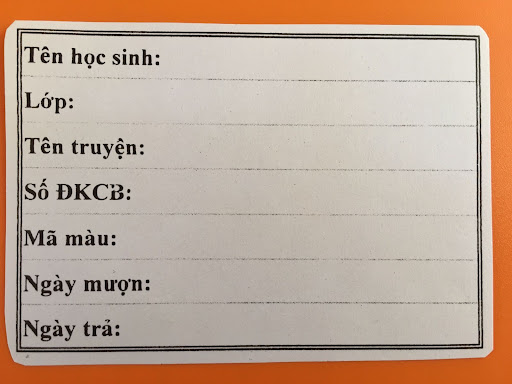 Tên học sinh:
Lớp:
Tên truyện:
Số ĐKCB:
Mã màu:
Ngày mượn:
Ngày trả: